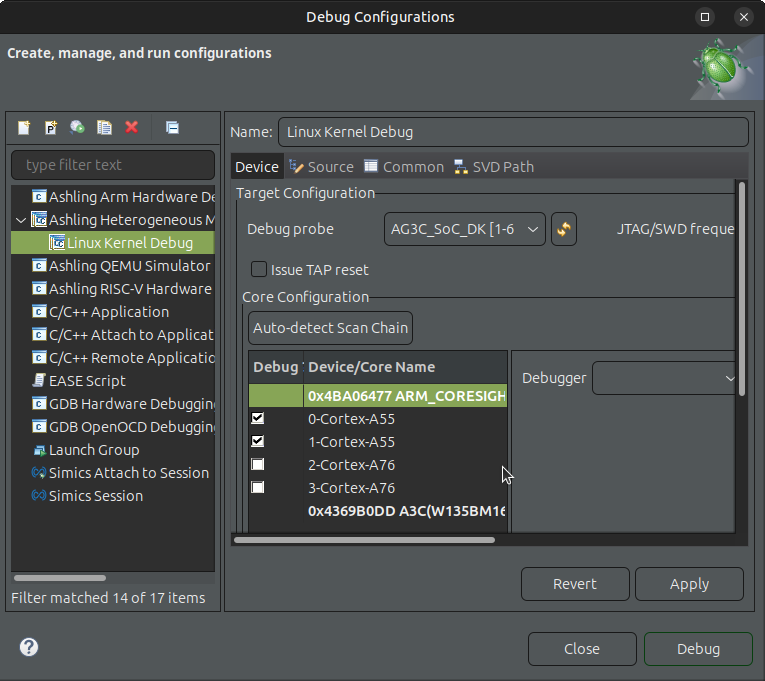 Debug Configurations
Create, manage, and run configurations
type filter text
Ashling Arm Hardware De
Ashling Heterogeneous M
Linux Kernel Debug
Ashling QEMU Simulator
Ashling RISC-V Hardware
C/C++ Application
C/C++ Attach to Applicat
C/C++ Remote Applicatio
EASE Script
GDB Hardware Debuggin
GDB OpenOCD Debuggin
Launch Group
Simics Attach to Session
Simics Session
Filter matched 14 of 17 items
Name: Linux Kernel Debug
Device Source Common SVD Path
Target Configuration
Debug probe AG3C_SoC_DK [1-6 JTAG/SWD freque
Issue TAP reset
Core Configuration
Auto-detect Scan Chain
Debug Device/Core Name
0x4BA06477 ARM_CORESIGH
0-Cortex-A55
1-Cortex-A55
2-Cortex-A76
3-Cortex-A76
0x4369B0DD A3C(W135BM16
Debugger
Revert Apply
Close Debug